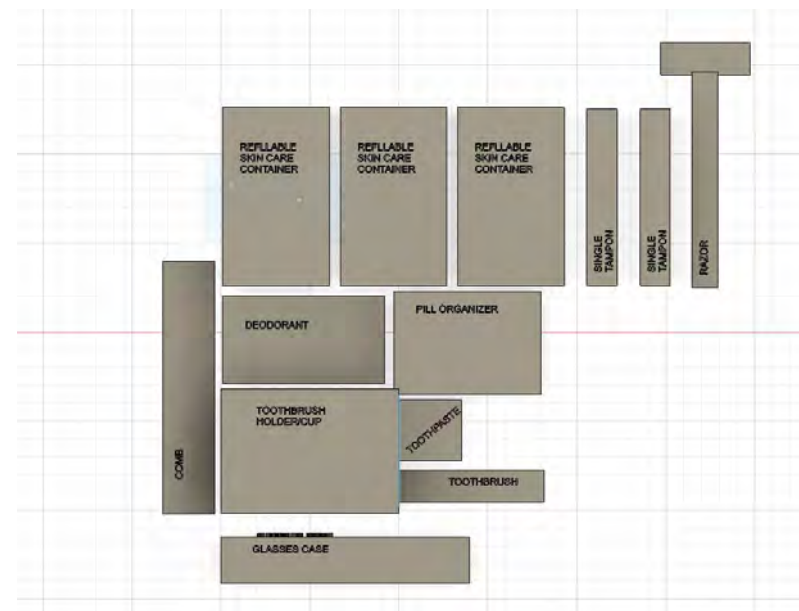 REFLLABLE
SKIN CARE
CONTAINER
REFLLABLE
SKIN CARE
CONTAINER
REFLLABLE
SKIN CARE
CONTAINER
SINGLE
TAMPON
SINGLE
TAMPON
RAZOR
DEODORANT
PILL ORGANIZER
TOOTHBRUSH
HOLDER/CUP
TOOTHPASTE
COMB
TOOTHBRUSH
GLASSES CASE